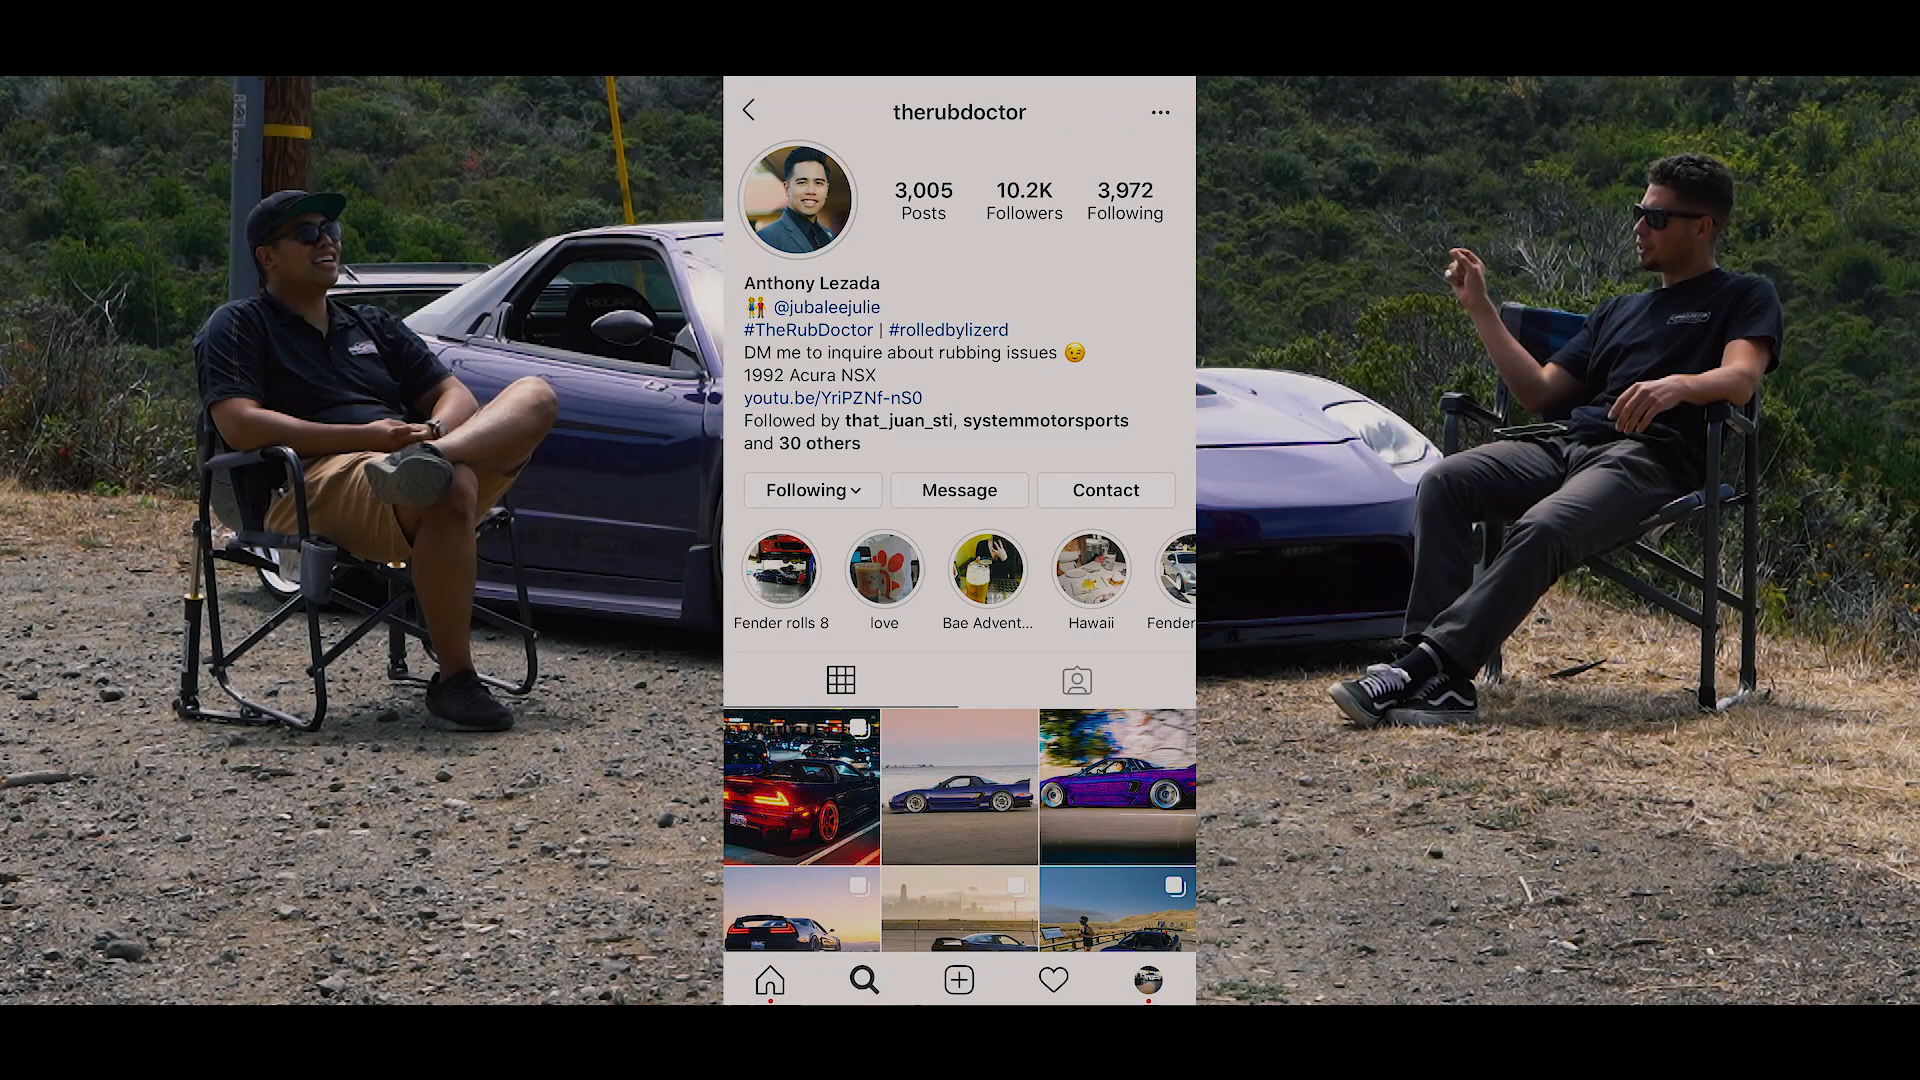 therubdoctor
3,005
10.2K
3,972
Posts
Followers
Following
Anthony Lezada
@jubaleejulie
#TheRubDoctor | #rolledbylizerd
DM me to inquire about rubbing issues 😉
1992 Acura NSX
youtu.be/YriPZNf-nS0
Followed by that_juan_sti, systemmotorsports
and 30 others
Following
Message
Contact
Fender rolls 8
love
Bae Advent...
Hawaii
Fender
RECARO